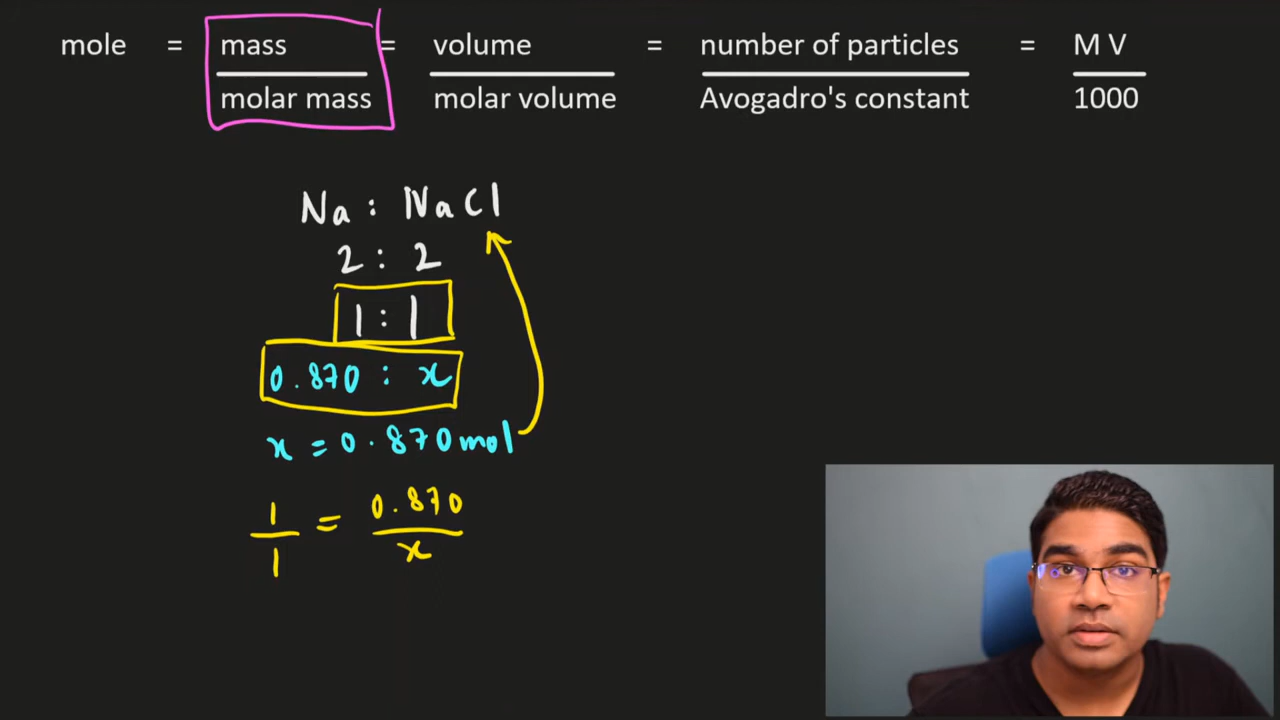 mole = mass = volume = number of particles = M V
molar mass molar volume Avogadro's constant 1000
Na : NaCl
2 : 2
1 : 1
0.870 : x
x = 0.870 mol
1 = 0.870
1 x